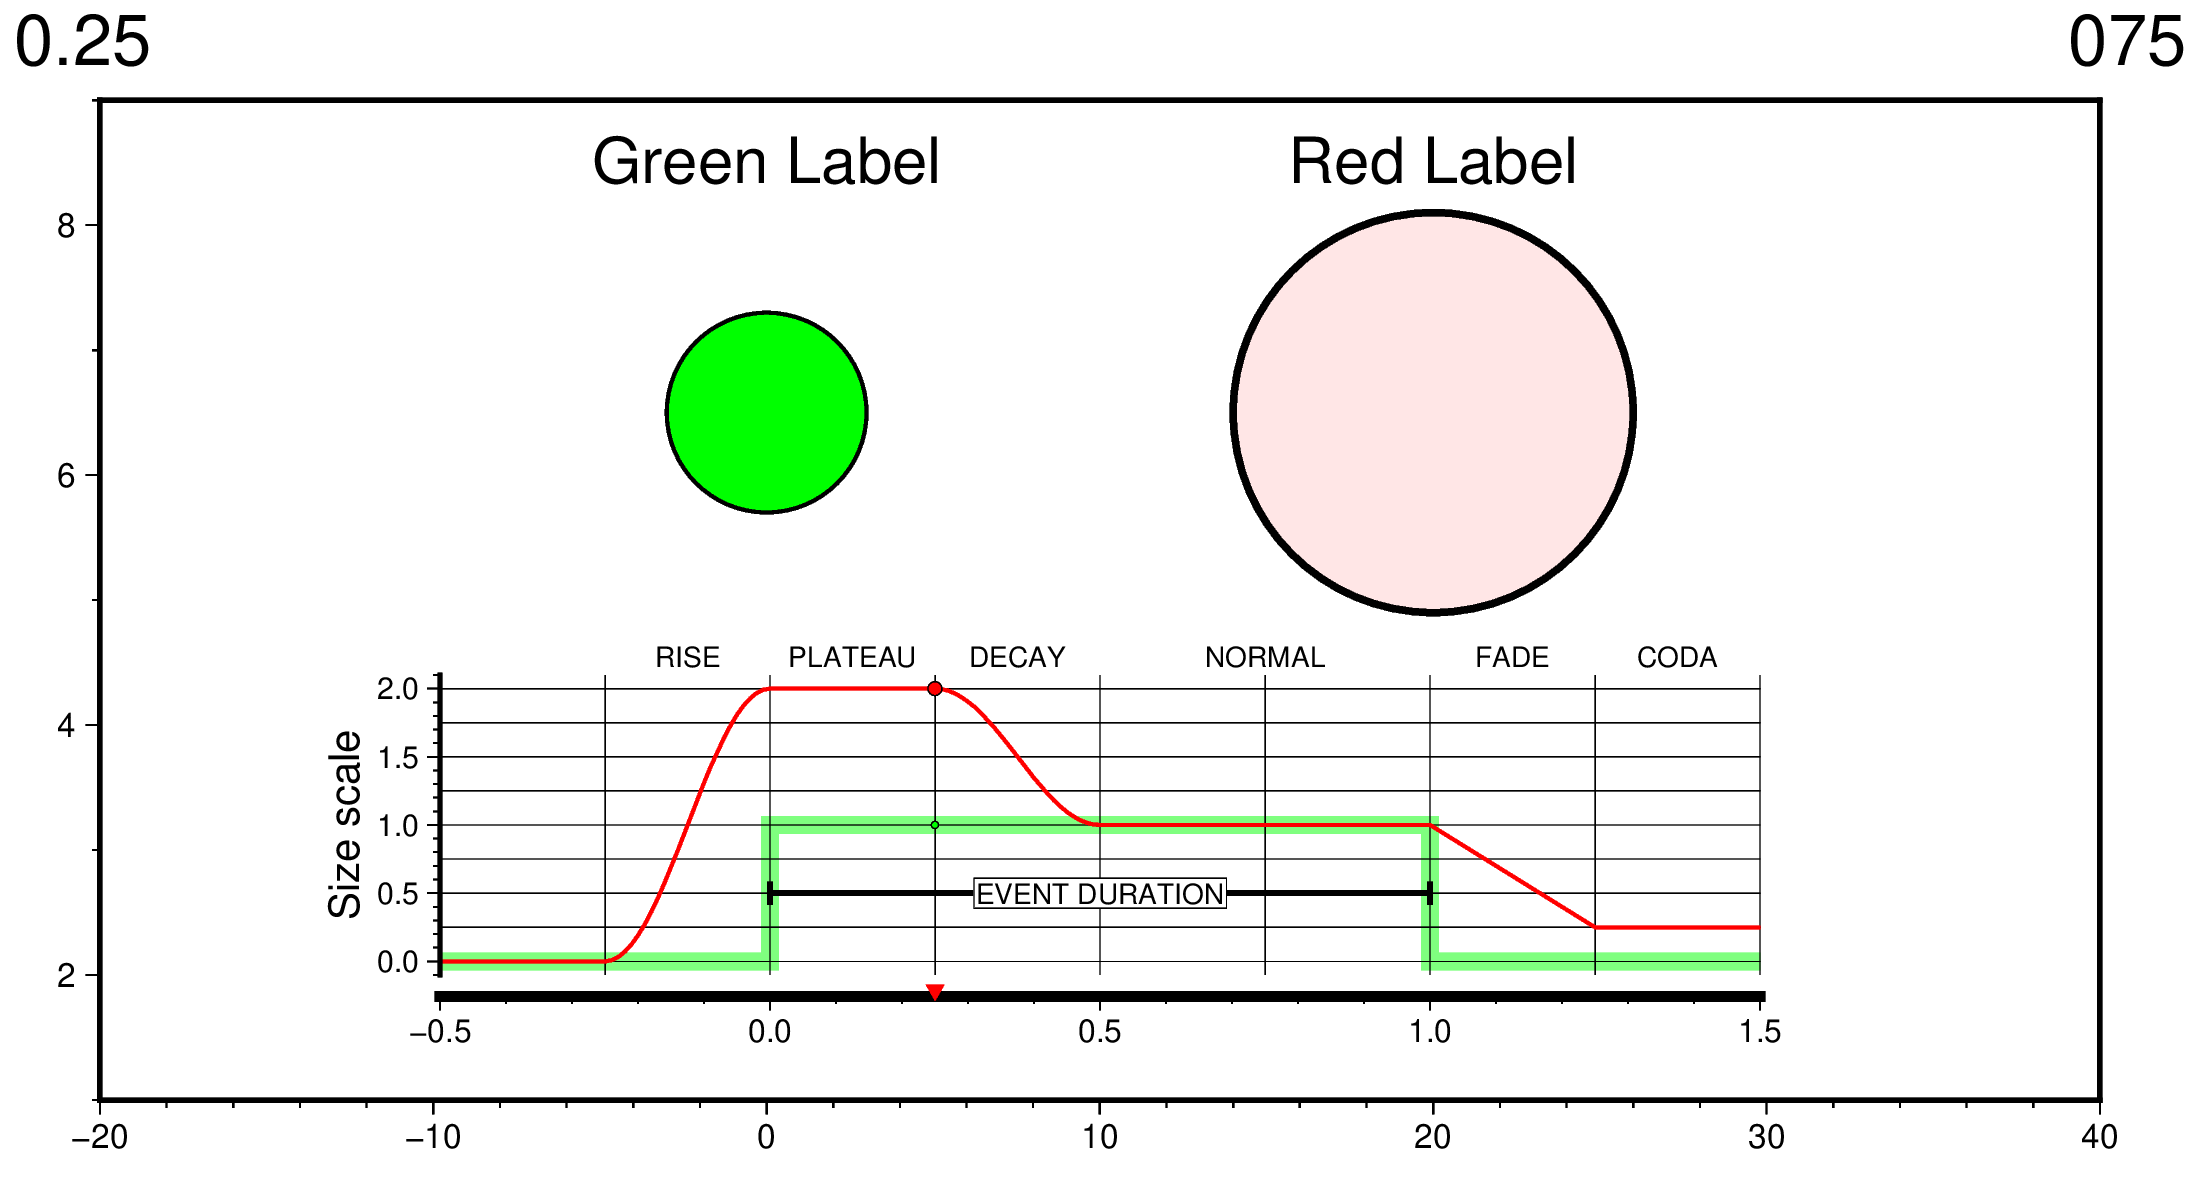 0.25 075
Green Label Red Label
8
6
4
2
RISE PLATEAU DECAY NORMAL FADE CODA
Size scale
2.0
1.5
1.0
0.5
0.0
EVENT DURATION
−0.5 0.0 0.5 1.0 1.5
−20 −10 0 10 20 30 40